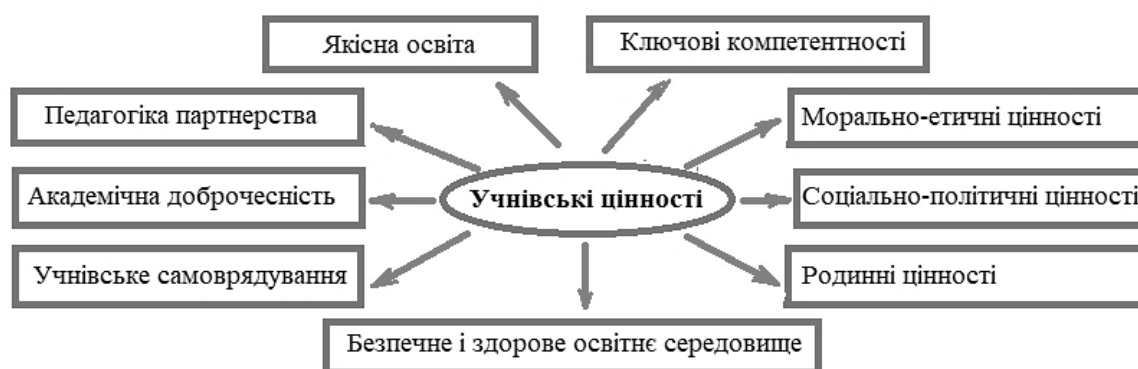 Якісна освіта
Ключові компетентності
Педагогіка партнерства
Морально-етичні цінності
Академічна доброчесність
Учнівські цінності
Соціально-політичні цінності
Учнівське самоврядування
Родинні цінності
Безпечне і здорове освітнє середовище